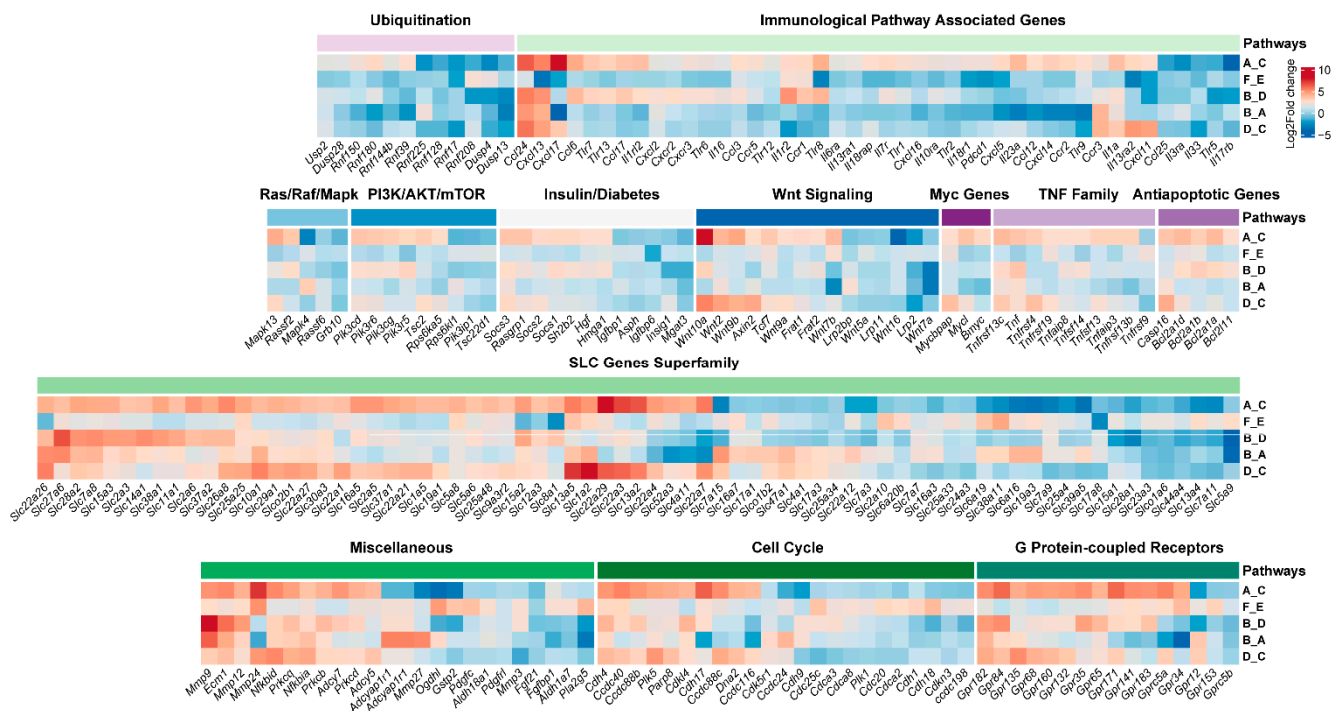 Ubiquitination Immunological Pathway Associated Genes
Pathways
A_C
F_E
B_D
B_A
D_C
10
5
0
−5
Log2Fold change
Usp2 Dusp28 Rnf150 Rnf180 Rnf144b Rnf39 Rnf225 Rnf128 Rnf17 Rnf208 Dusp4 Dusp13 Ccl24 Cxcl13 Cxcl17 Ccl6 Tlr7 Tlr13 Ccl17 Il1rl2 Cxcl2 Cxcr2 Cxcr3 Tlr6 Il16 Ccl3 Ccr5 Tlr12 Il1r2 Ccr1 Tlr8 Il6ra Il13ra1 Il18rap Il7r Tlr1 Cxcl16 Il10ra Tlr2 Il18r1 Pdcd1 Cxcl5 Il23a Ccl12 Cxcl14 Ccr2 Tlr9 Ccr3 Il1a Il13ra2 Cxcl11 Ccl25 Il3ra Il33 Tlr5 Il17rb
Ras/Raf/Mapk PI3K/AKT/mTOR Insulin/Diabetes Wnt Signaling Myc Genes TNF Family Antiapoptotic Genes
Pathways
A_C
F_E
B_D
B_A
D_C
Mapk13 Rassf2 Mapk4 Rassf6 Grb10 Pik3cd Pik3r6 Pik3cg Pik3r5 Tsc2 Rps6ka5 Rps6kl1 Pik3ip1 Tsc22d1 Socs3 Rasgrp1 Socs2 Socs1 Sh2b2 Hgf Hmga1 Igfbp1 Asph Igfbp6 Insig1 Mgat3 Wnt10a Wnt2 Wnt9b Axin2 Tcf7 Wnt9a Frat1 Frat2 Wnt7b Lrp2bp Wnt5a Lrp11 Wnt16 Lrp2 Wnt7a Mycbpap Mycl Bmyc Tnfrsf13c Tnf Tnfrsf4 Tnfrsf19 Tnfaip8 Tnfsf14 Tnfsf13 Tnfaip3 Tnfrsf13b Tnfrsf9 Casp16 Bcl2a1d Bcl2a1b Bcl2a1a Bcl2l11
SLC Genes Superfamily
A_C
F_E
B_D
B_A
D_C
Slc22a26 Slc27a6 Slc28a2 Slc7a8 Slc15a3 Slc2a3 Slc14a1 Slc38a1 Slc11a1 Slc2a6 Slc37a2 Slc26a8 Slc25a25 Slc10a3 Slc39a1 Slco2b1 Slc22a27 Slc30a3 Slc22a1 Slc16a5 Slc2a5 Slc17a1 Slc22a21 Slc19a1 Slc5a8 Slc5a6 Slc25a48 Slc9a3r2 Slc15a2 Slc12a3 Slc18a1 Slc13a5 Slc1a2 Slc22a29 Slc22a3 Slc13a2 Slc22a4 Slc2a3 Slc4a11 Slc22a7 Slc7a15 Slc16a7 Slc17a1 Slc01b2 Slc47a1 Slc4a1 Slc17a3 Slc25a34 Slc22a12 Slc7a3 Slc2a10 Slc6a20b Slc7a7 Slc16a3 Slc25a33 Slc24a3 Slc6a19 Slc38a11 Slc6a16 Slc19a3 Slc7a9 Slc25a4 Slc39a5 Slc17a8 Slc15a1 Slc28a1 Slc23a3 Slc1a6 Slc44a4 Slc13a4 Slc7a11 Slc5a9
Miscellaneous Cell Cycle G Protein-coupled Receptors
Pathways
A_C
F_E
B_D
B_A
D_C
Mmp9 Ecm1 Mmp12 Mmp24 Nfkbid Prkcq Nfkbia Prkcb Adcy7 Prkcd Adcy5 Adcyap1r1 Adcyap1r1 Mmp27 Ogdhl Gstp2 Pdgfc Aldh18a1 Pdgfrl Mmp3 Fgf21 Fgfbp1 Aldh1a7 Pla2g5 Cdh4 Ccdc40 Ccdc88b Plk5 Parp8 Cdk4 Cdh17 Ccdc88c Dna2 Ccdc116 Cdk5r1 Ccdc24 Cdh9 Cdc25c Cdca3 Cdca8 Plk1 Cdc20 Cdca2 Cdh1 Cdh18 Cdkn3 ccdc198 Gpr182 Gpr84 Gpr135 Gpr68 Gpr160 Gpr132 Gpr35 Gpr65 Gpr171 Gpr141 Gpr183 Gprc5a Gpr34 Gpr12 Gpr153 Gprc5b